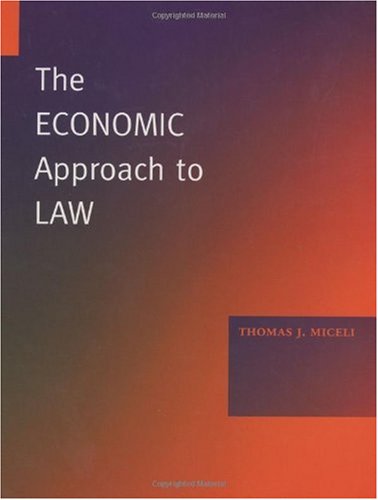 Copyrighted Material
The
ECONOMIC
Approach to
LAW
THOMAS J. MICELI
Copyrighted Material